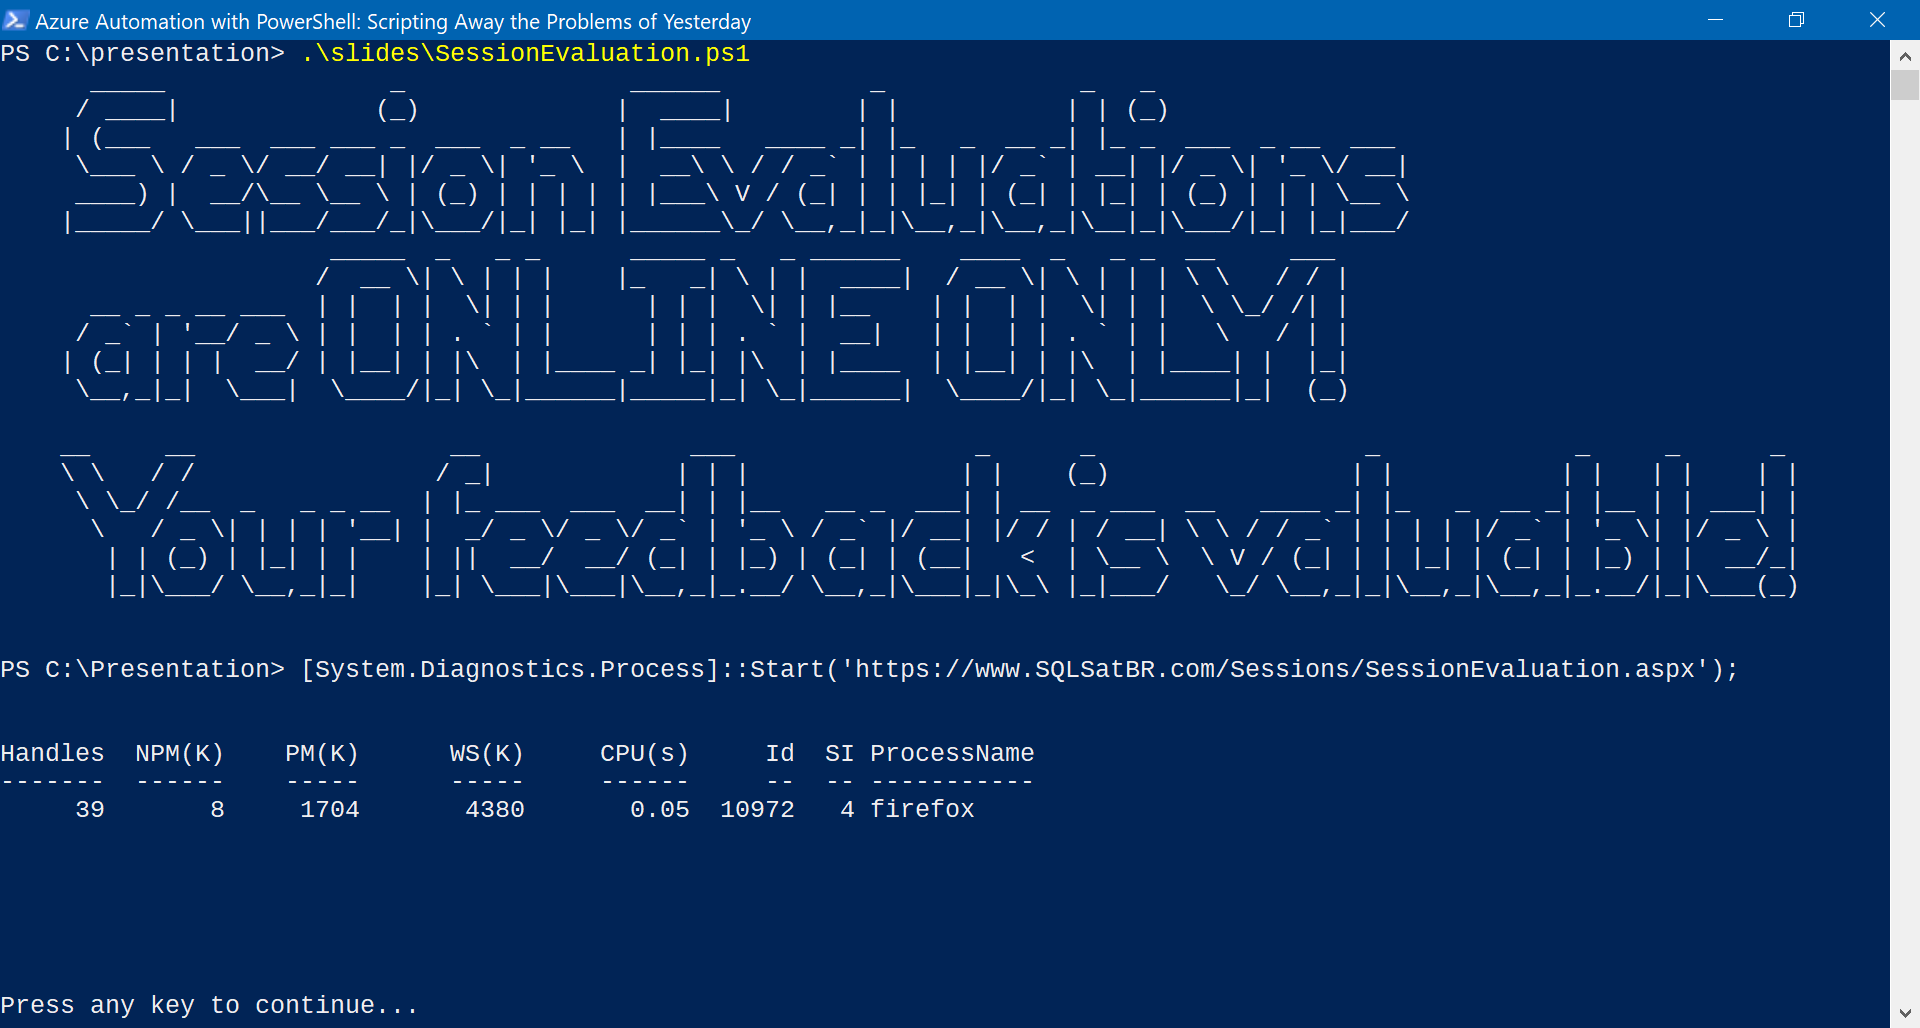 Azure Automation with PowerShell: Scripting Away the Problems of Yesterday
PS C:\presentation> .\slides\SessionEvaluation.ps1
Session Evaluations
are ONLINE ONLY!
Your feedback is valuable!
PS C:\Presentation> [System.Diagnostics.Process]::Start('https://www.SQLSatBR.com/Sessions/SessionEvaluation.aspx');
Handles  NPM(K)    PM(K)      WS(K)     CPU(s)     Id  SI ProcessName
-------  ------    -----      -----     ------     --  -- -----------
     39       8     1704       4380       0.05  10972   4 firefox
Press any key to continue...